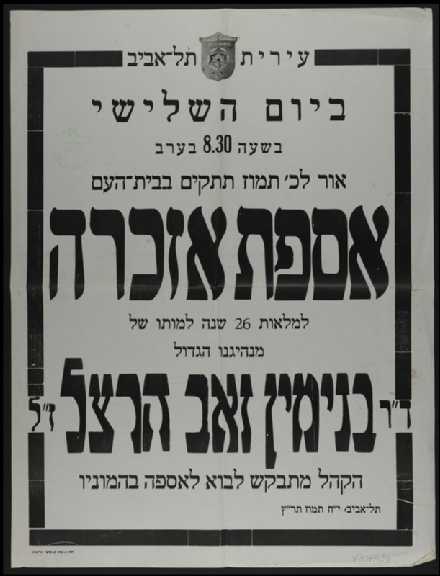 עירית תל־אביב
ביום השלישי
בשעה 8.30 בערב
אור לכ׳ תמוז תתקים בבית־העם
אספת אזכרה
למלאות 26 שנה למותו של
מנהיגנו הגדול
ד״ר בנימין זאב הרצל ז״ל
הקהל מתבקש לבוא לאספה בהמוניו
תל־אביב, י״ח תמוז תר״ץ